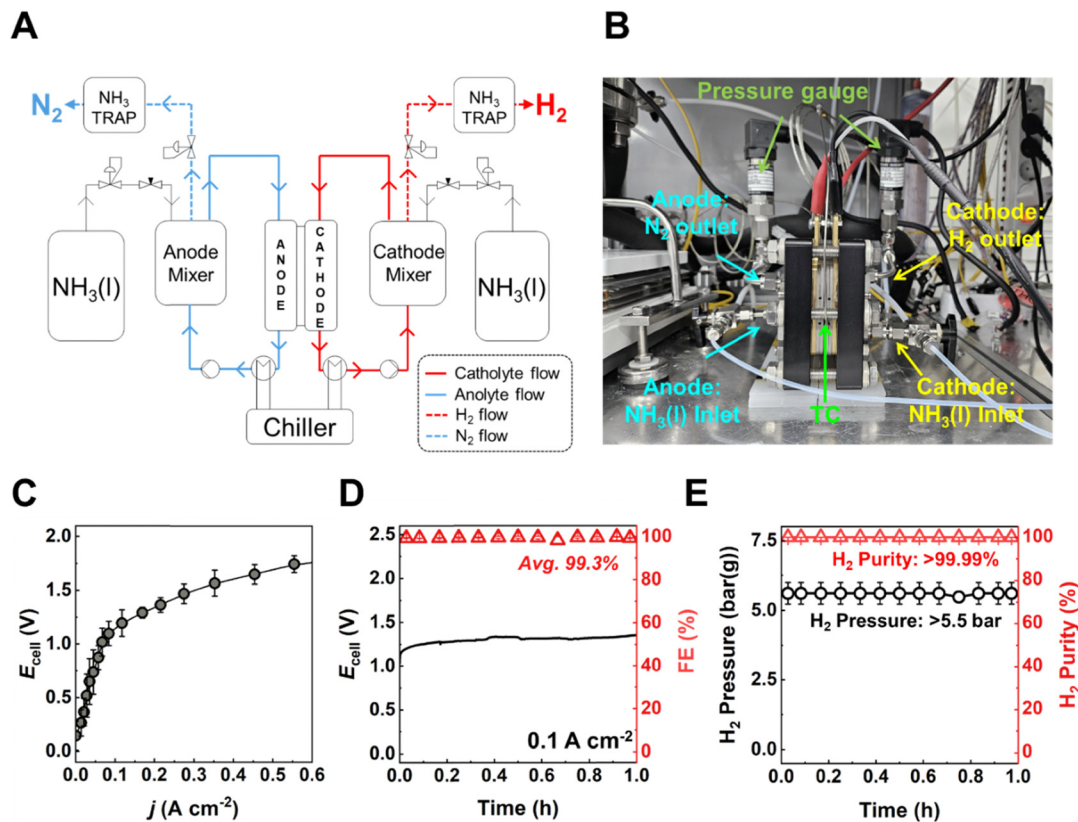 A
N₂
NH₃
TRAP
NH₃
TRAP
H₂
NH₃(l)
Anode
Mixer
ANODE
CATHODE
Cathode
Mixer
NH₃(l)
Chiller
Catholyte flow
Anolyte flow
H₂ flow
N₂ flow
B
Pressure gauge
Anode:
N₂ outlet
Cathode:
H₂ outlet
Anode:
NH₃(l) Inlet
TC
Cathode:
NH₃(l) Inlet
C
2.0
1.5
1.0
0.5
0.0
E_cell (V)
0.0 0.1 0.2 0.3 0.4 0.5 0.6
j (A cm⁻²)
D
2.5
2.0
1.5
1.0
0.5
0.0
E_cell (V)
Avg. 99.3%
0.1 A cm⁻²
100
80
60
40
20
0
FE (%)
0.0 0.2 0.4 0.6 0.8 1.0
Time (h)
E
7.5
5.0
2.5
0.0
H₂ Pressure (bar(g))
H₂ Purity: >99.99%
H₂ Pressure: >5.5 bar
100
80
60
40
20
0
H₂ Purity (%)
0.0 0.2 0.4 0.6 0.8 1.0
Time (h)